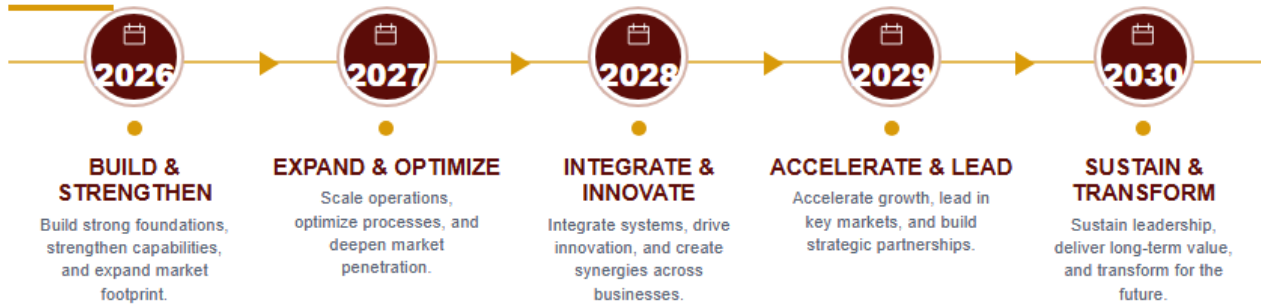 2026
2027
2028
2029
2030
BUILD &
STRENGTHEN
Build strong foundations,
strengthen capabilities,
and expand market
footprint.
EXPAND & OPTIMIZE
Scale operations,
optimize processes, and
deepen market
penetration.
INTEGRATE &
INNOVATE
Integrate systems, drive
innovation, and create
synergies across
businesses.
ACCELERATE & LEAD
Accelerate growth, lead in
key markets, and build
strategic partnerships.
SUSTAIN &
TRANSFORM
Sustain leadership,
deliver long-term value,
and transform for the
future.